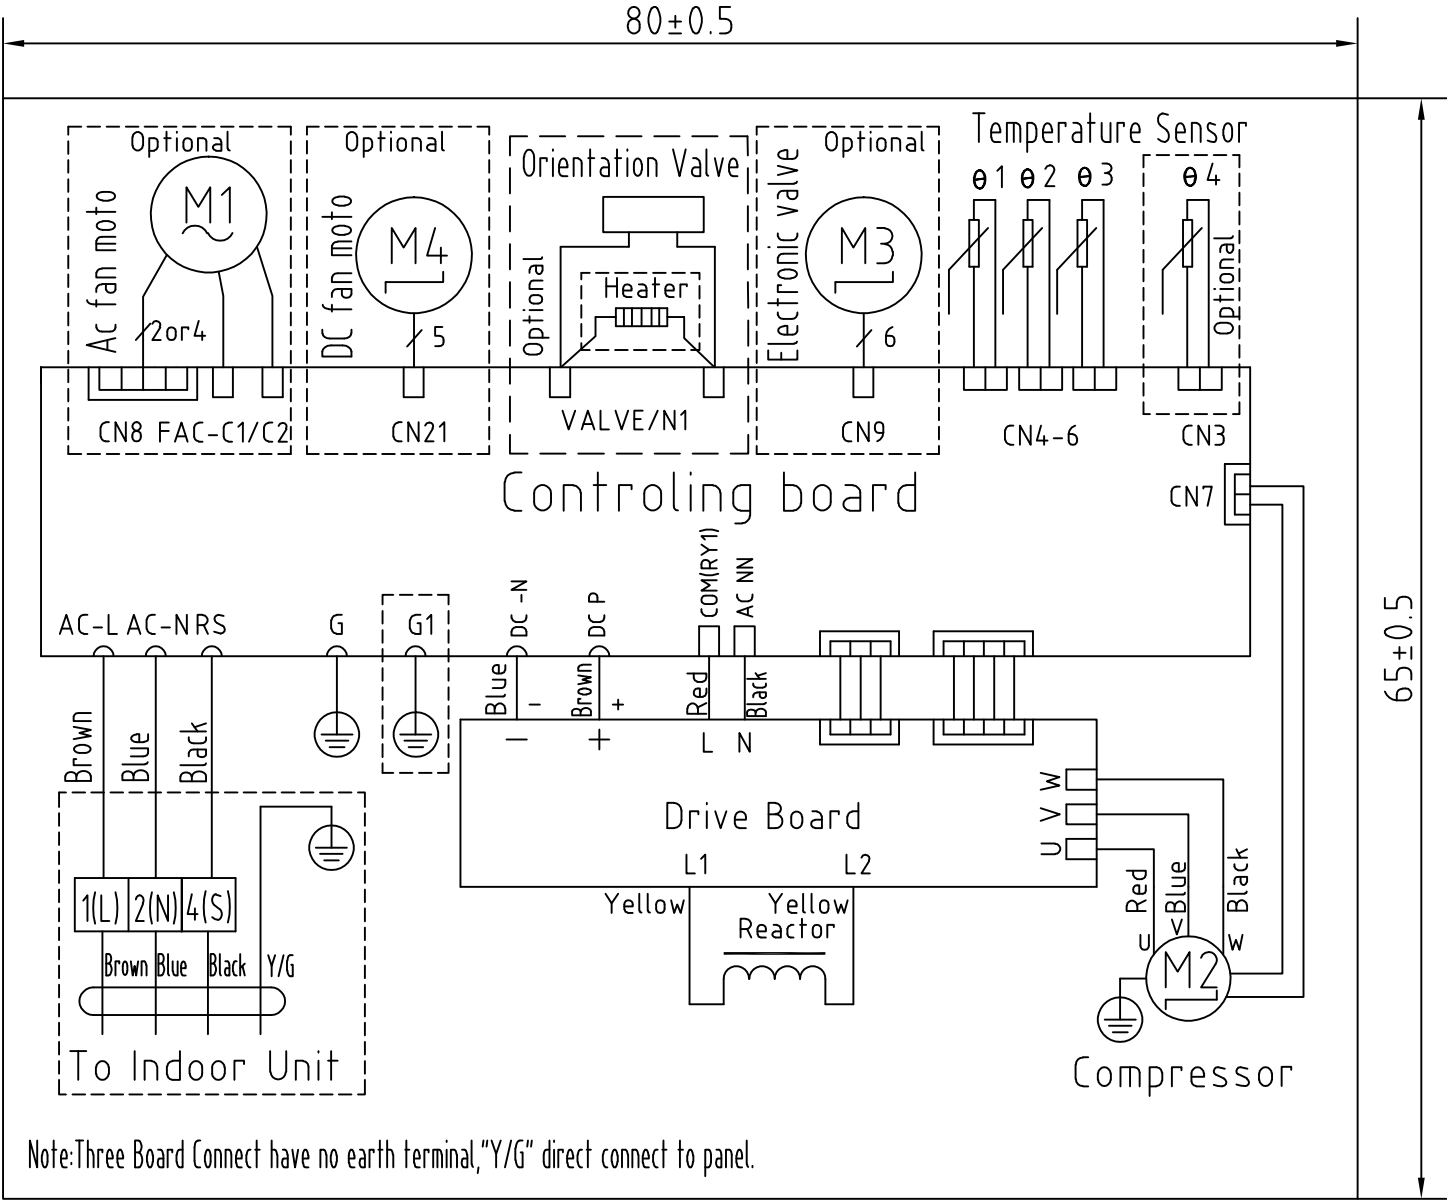 80±0.5
65±0.5
Optional
M1
Ac fan moto
2or4
CN8 FAC-C1/C2
Optional
M4
DC fan moto
5
CN21
Orientation Valve
Optional
Heater
VALVE/N1
Optional
M3
Electronic valve
6
CN9
Temperature Sensor
θ1 θ2 θ3
CN4-6
θ4
Optional
CN3
Controling board
CN7
AC-L AC-N RS
G
G1
DC -N
DC P
COM(RY1)
AC NN
Brown
Blue
Black
Blue -
Brown +
Red
Black
− + L N
Drive Board
W
V
U
L1 L2
Yellow Yellow
Reactor
Red
Blue
Black
U
V
W
M2
Compressor
1(L) 2(N) 4(S)
Brown Blue Black Y/G
To Indoor Unit
Note:Three Board Connect have no earth terminal,"Y/G" direct connect to panel.